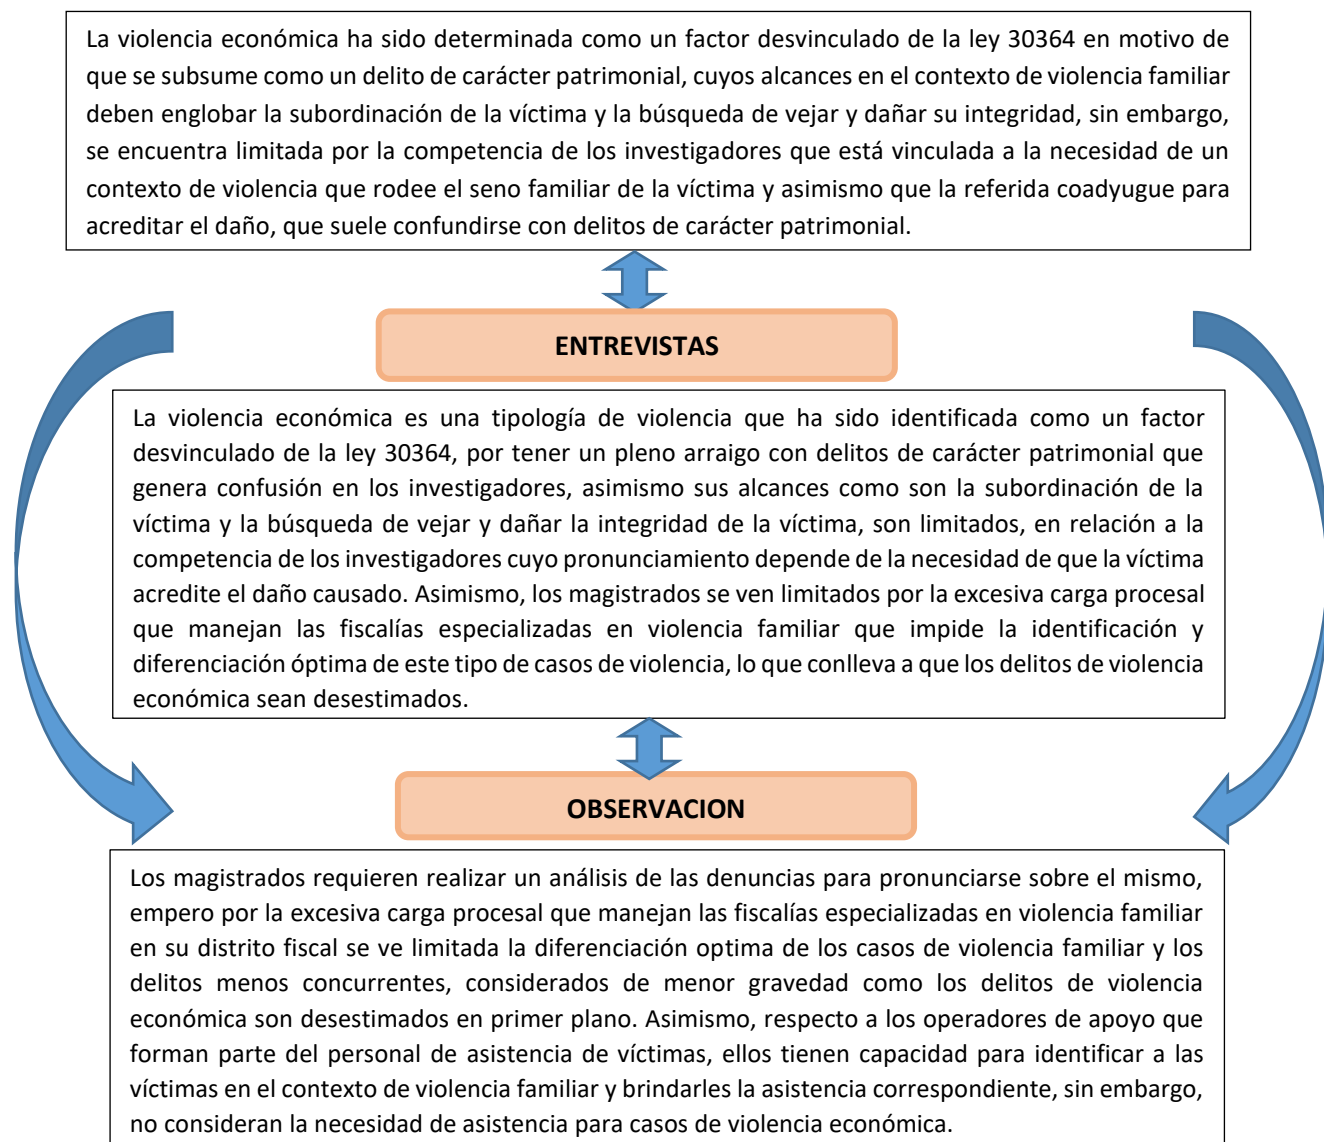 La violencia económica ha sido determinada como un factor desvinculado de la ley 30364 en motivo de
que se subsume como un delito de carácter patrimonial, cuyos alcances en el contexto de violencia familiar
deben englobar la subordinación de la víctima y la búsqueda de vejar y dañar su integridad, sin embargo,
se encuentra limitada por la competencia de los investigadores que está vinculada a la necesidad de un
contexto de violencia que rodee el seno familiar de la víctima y asimismo que la referida coadyugue para
acreditar el daño, que suele confundirse con delitos de carácter patrimonial.
ENTREVISTAS
La violencia económica es una tipología de violencia que ha sido identificada como un factor
desvinculado de la ley 30364, por tener un pleno arraigo con delitos de carácter patrimonial que
genera confusión en los investigadores, asimismo sus alcances como son la subordinación de la
víctima y la búsqueda de vejar y dañar la integridad de la víctima, son limitados, en relación a la
competencia de los investigadores cuyo pronunciamiento depende de la necesidad de que la víctima
acredite el daño causado. Asimismo, los magistrados se ven limitados por la excesiva carga procesal
que manejan las fiscalías especializadas en violencia familiar que impide la identificación y
diferenciación óptima de este tipo de casos de violencia, lo que conlleva a que los delitos de violencia
económica sean desestimados.
OBSERVACION
Los magistrados requieren realizar un análisis de las denuncias para pronunciarse sobre el mismo,
empero por la excesiva carga procesal que manejan las fiscalías especializadas en violencia familiar
en su distrito fiscal se ve limitada la diferenciación optima de los casos de violencia familiar y los
delitos menos concurrentes, considerados de menor gravedad como los delitos de violencia
económica son desestimados en primer plano. Asimismo, respecto a los operadores de apoyo que
forman parte del personal de asistencia de víctimas, ellos tienen capacidad para identificar a las
víctimas en el contexto de violencia familiar y brindarles la asistencia correspondiente, sin embargo,
no consideran la necesidad de asistencia para casos de violencia económica.